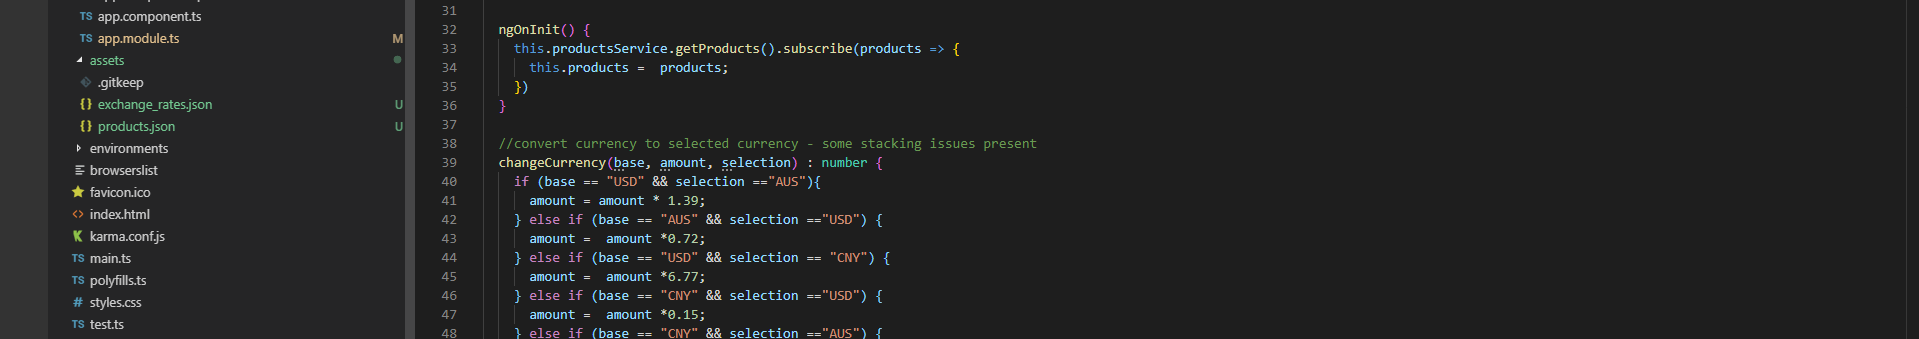 TS app.component.ts
TS app.module.ts M
assets
.gitkeep
{} exchange_rates.json U
{} products.json U
environments
browserslist
favicon.ico
<> index.html
karma.conf.js
TS main.ts
TS polyfills.ts
# styles.css
TS test.ts
31
32 ngOnInit() {
33 this.productsService.getProducts().subscribe(products => {
34 this.products =  products;
35 })
36 }
37
38 //convert currency to selected currency - some stacking issues present
39 changeCurrency(base, amount, selection) : number {
40 if (base == "USD" && selection =="AUS"){
41 amount = amount * 1.39;
42 } else if (base == "AUS" && selection =="USD") {
43 amount =  amount *0.72;
44 } else if (base == "USD" && selection == "CNY") {
45 amount =  amount *6.77;
46 } else if (base == "CNY" && selection =="USD") {
47 amount =  amount *0.15;
48 } else if (base == "CNY" && selection =="AUS") {